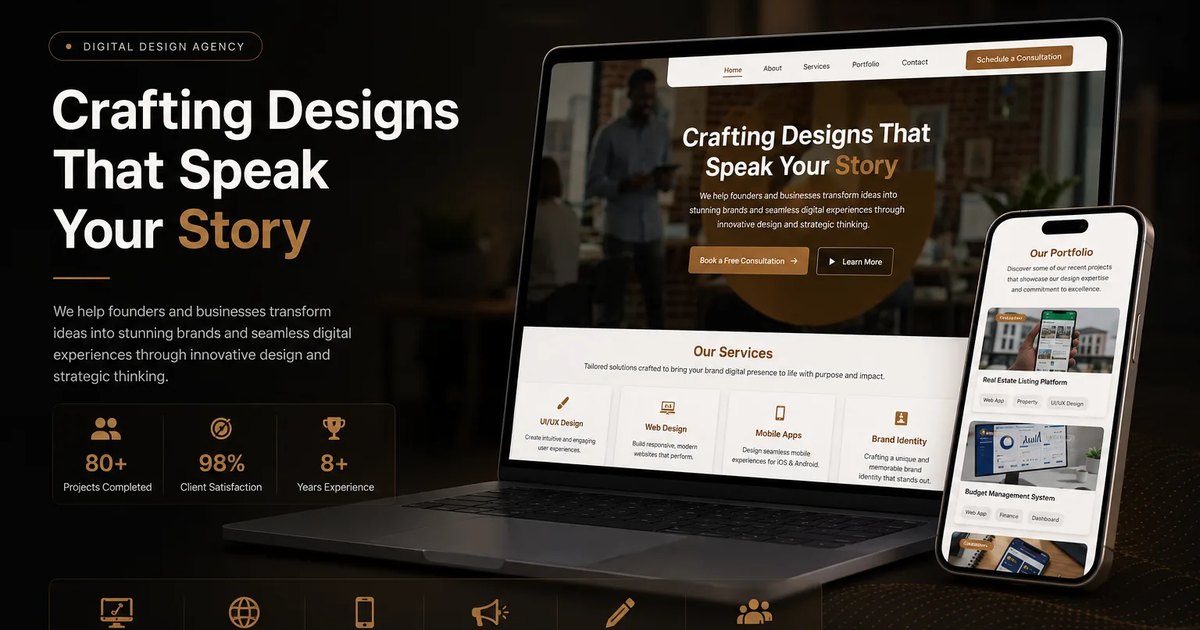 DIGITAL DESIGN AGENCY
Crafting Designs
That Speak
Your Story
We help founders and businesses transform
ideas into stunning brands and seamless digital
experiences through innovative design and
strategic thinking.
80+
Projects Completed
98%
Client Satisfaction
8+
Years Experience
Home About Services Portfolio Contact Schedule a Consultation
Crafting Designs That
Speak Your Story
We help founders and businesses transform ideas into
stunning brands and seamless digital experiences through
innovative design and strategic thinking.
Book a Free Consultation → Learn More
Our Services
Tailored solutions crafted to bring your brand digital presence to life with purpose and impact.
UI/UX Design
Create intuitive and engaging
user experiences.
Web Design
Build responsive, modern
websites that perform.
Mobile Apps
Design seamless mobile
experiences for iOS & Android.
Brand Identity
Crafting a unique and
memorable brand
identity that stands out.
Our Portfolio
Discover some of our recent projects
that showcase our design expertise
and commitment to excellence.
Real Estate Listing Platform
Web App Property UI/UX Design
Budget Management System
Web App Finance Dashboard